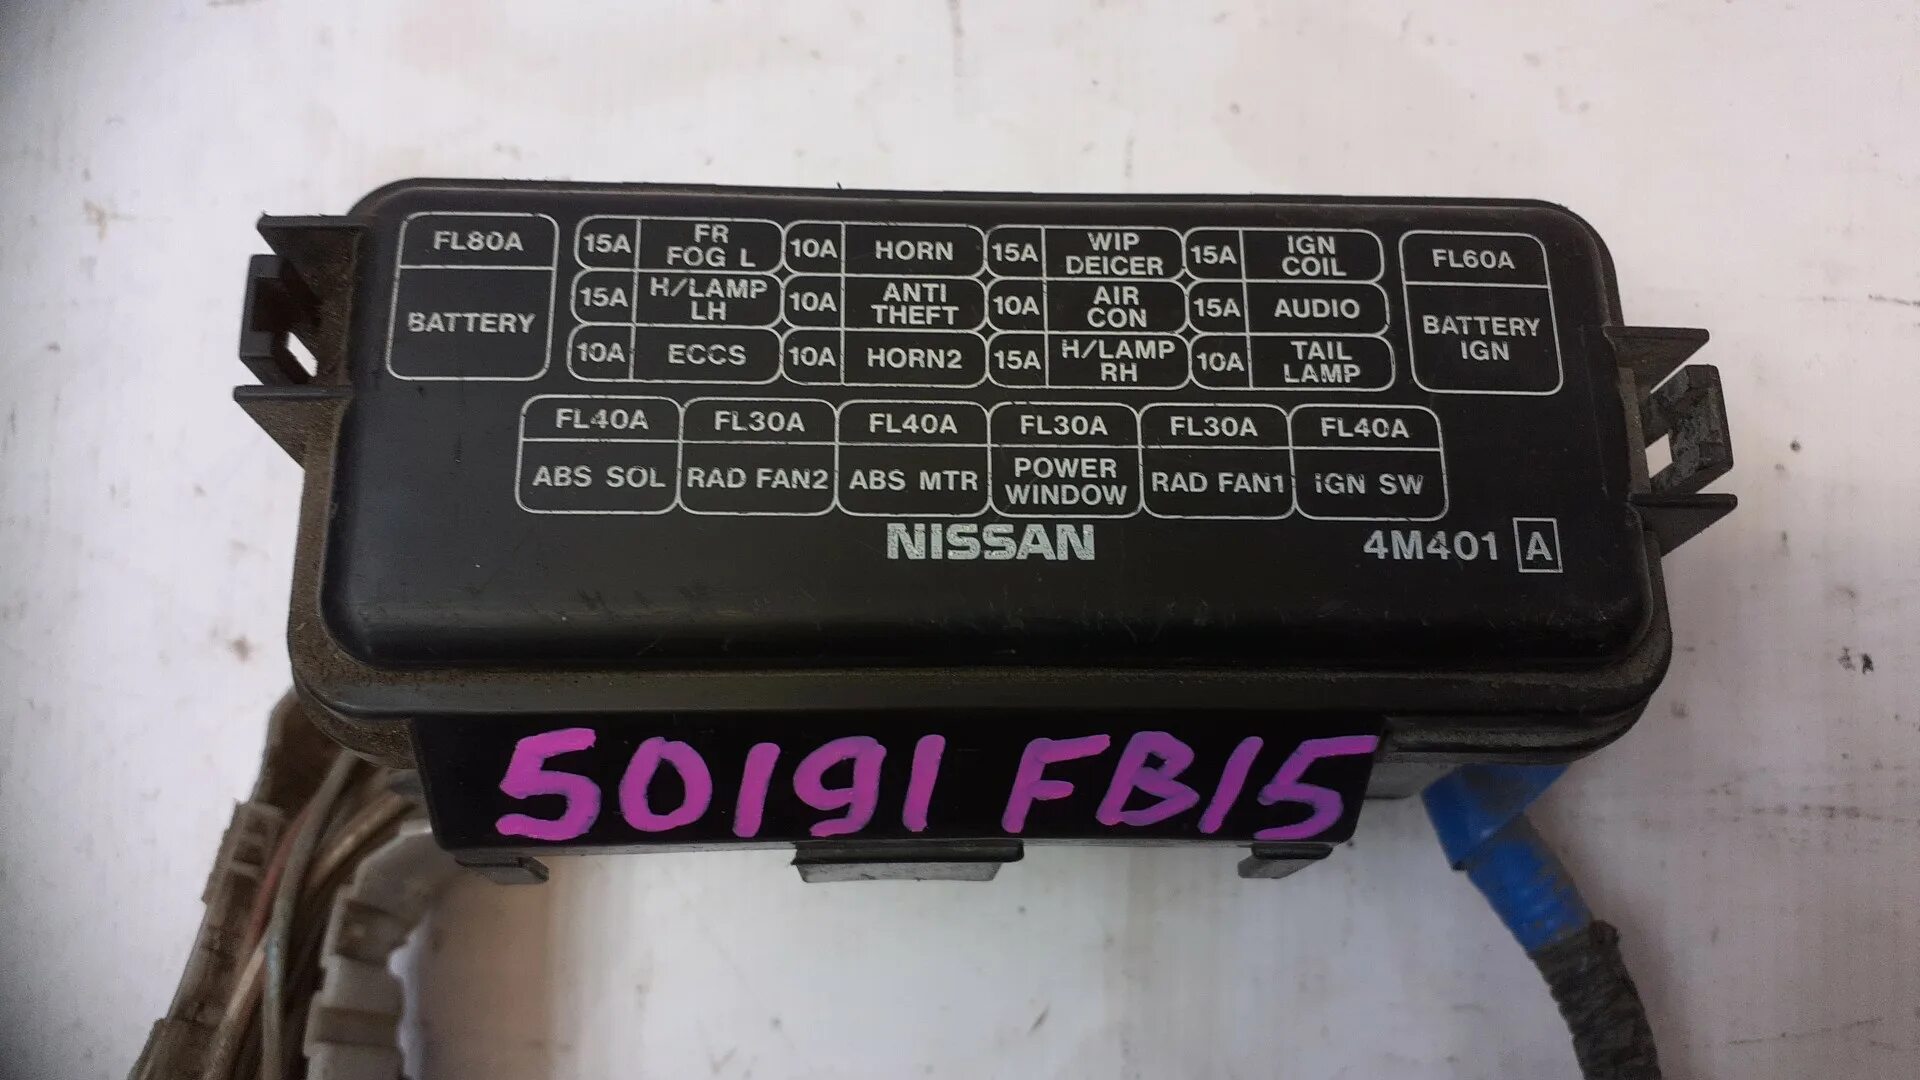 FL80A
BATTERY
15A FR FOG L
10A HORN
15A WIP DEICER
15A IGN COIL
15A H/LAMP LH
10A ANTI THEFT
10A AIR CON
15A AUDIO
10A ECCS
10A HORN2
15A H/LAMP RH
10A TAIL LAMP
FL60A
BATTERY IGN
FL40A ABS SOL
FL30A RAD FAN2
FL40A ABS MTR
FL30A POWER WINDOW
FL30A RAD FAN1
FL40A IGN SW
NISSAN
4M401 A
50191 FB15